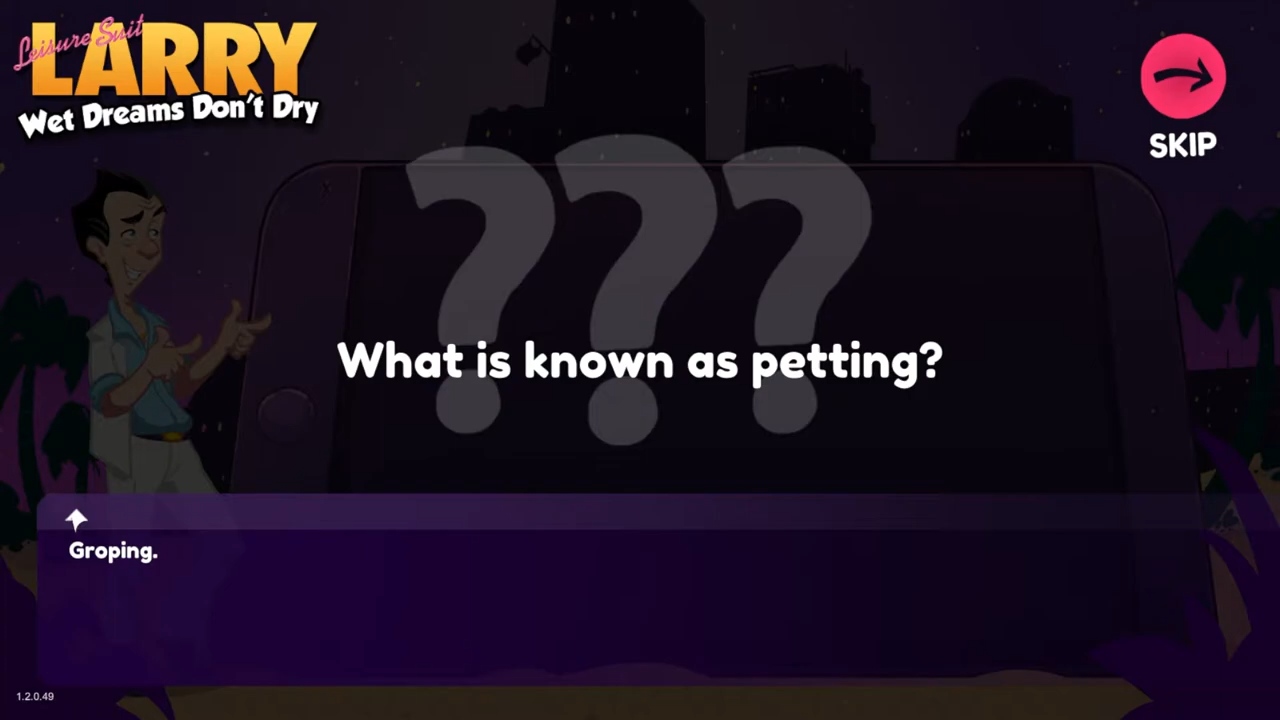 Leisure Suit
LARRY
Wet Dreams Don't Dry
SKIP
???
What is known as petting?
Groping.
1.2.0.49